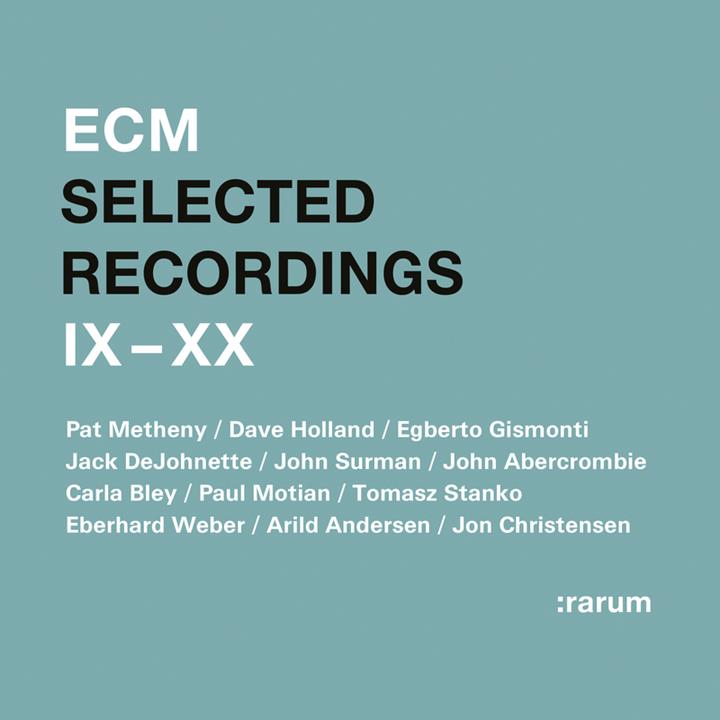 ECM
SELECTED
RECORDINGS
IX – XX
Pat Metheny / Dave Holland / Egberto Gismonti
Jack DeJohnette / John Surman / John Abercrombie
Carla Bley / Paul Motian / Tomasz Stanko
Eberhard Weber / Arild Andersen / Jon Christensen
:rarum